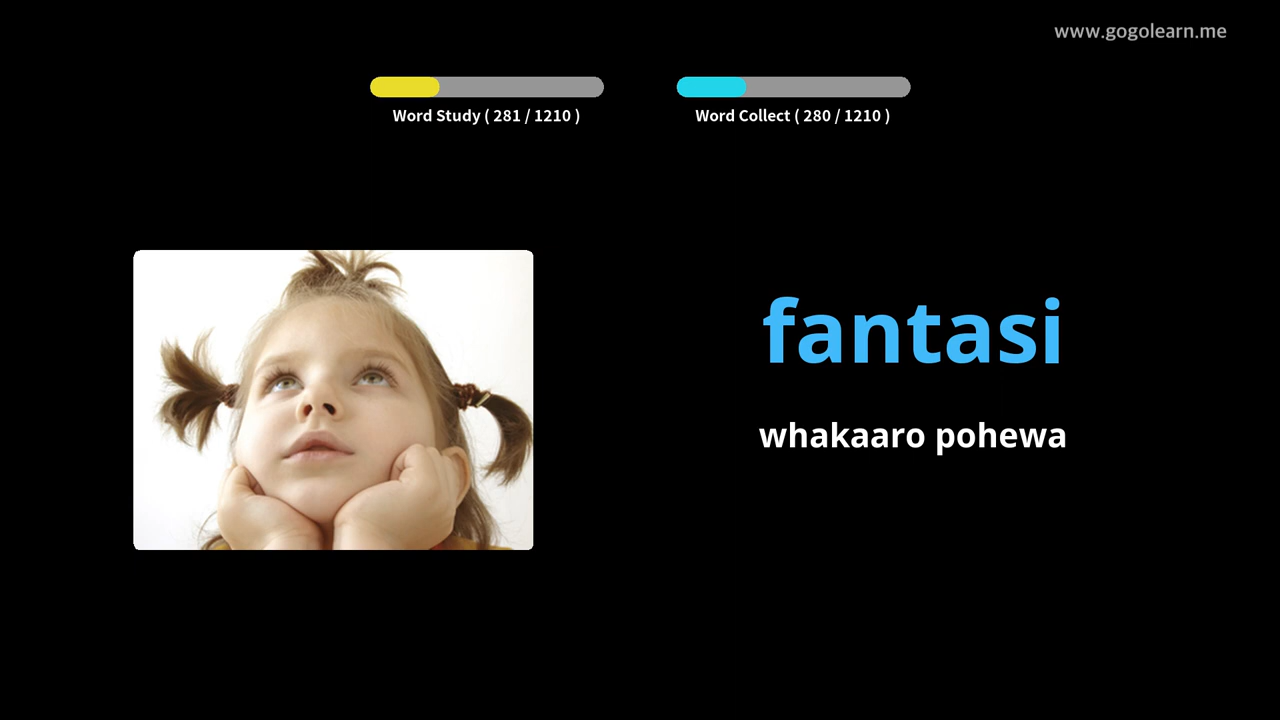 www.gogolearn.me
Word Study ( 281 / 1210 )
Word Collect ( 280 / 1210 )
fantasi
whakaaro pohewa